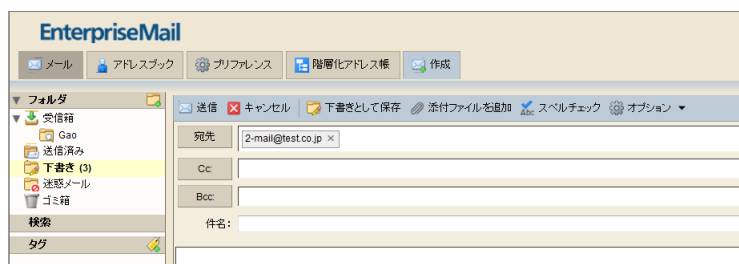 EnterpriseMail
メール アドレスブック プリファレンス 階層化アドレス帳 作成
フォルダ
受信箱
Gao
送信済み
下書き (3)
迷惑メール
ゴミ箱
検索
タグ
送信 キャンセル 下書きとして保存 添付ファイルを追加 スペルチェック オプション
宛先 2-mail@test.co.jp ×
Cc:
Bcc:
件名: